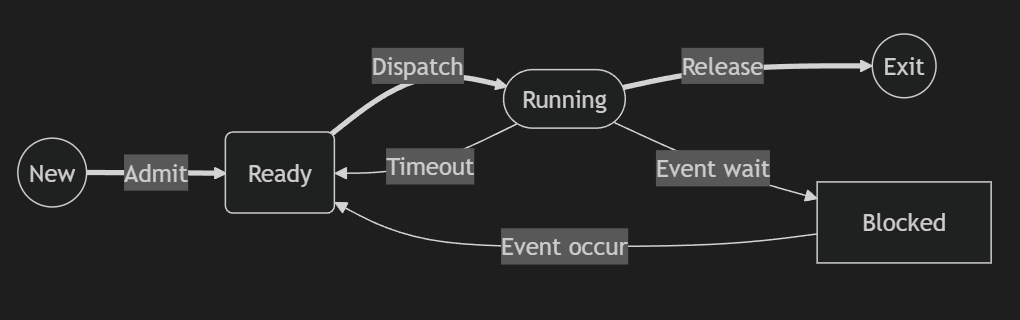 New
Admit
Ready
Dispatch
Timeout
Running
Release
Exit
Event wait
Blocked
Event occur